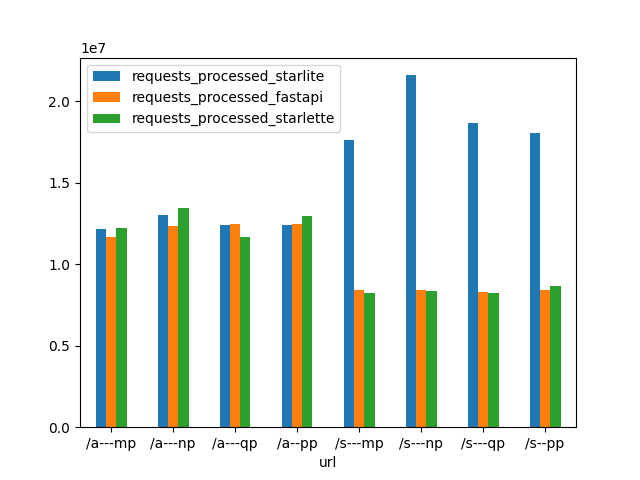 1e7
requests_processed_starlite
requests_processed_fastapi
requests_processed_starlette
2.0
1.5
1.0
0.5
0.0
/a---mp /a---np /a---qp /a--pp /s---mp /s---np /s---qp /s--pp
url